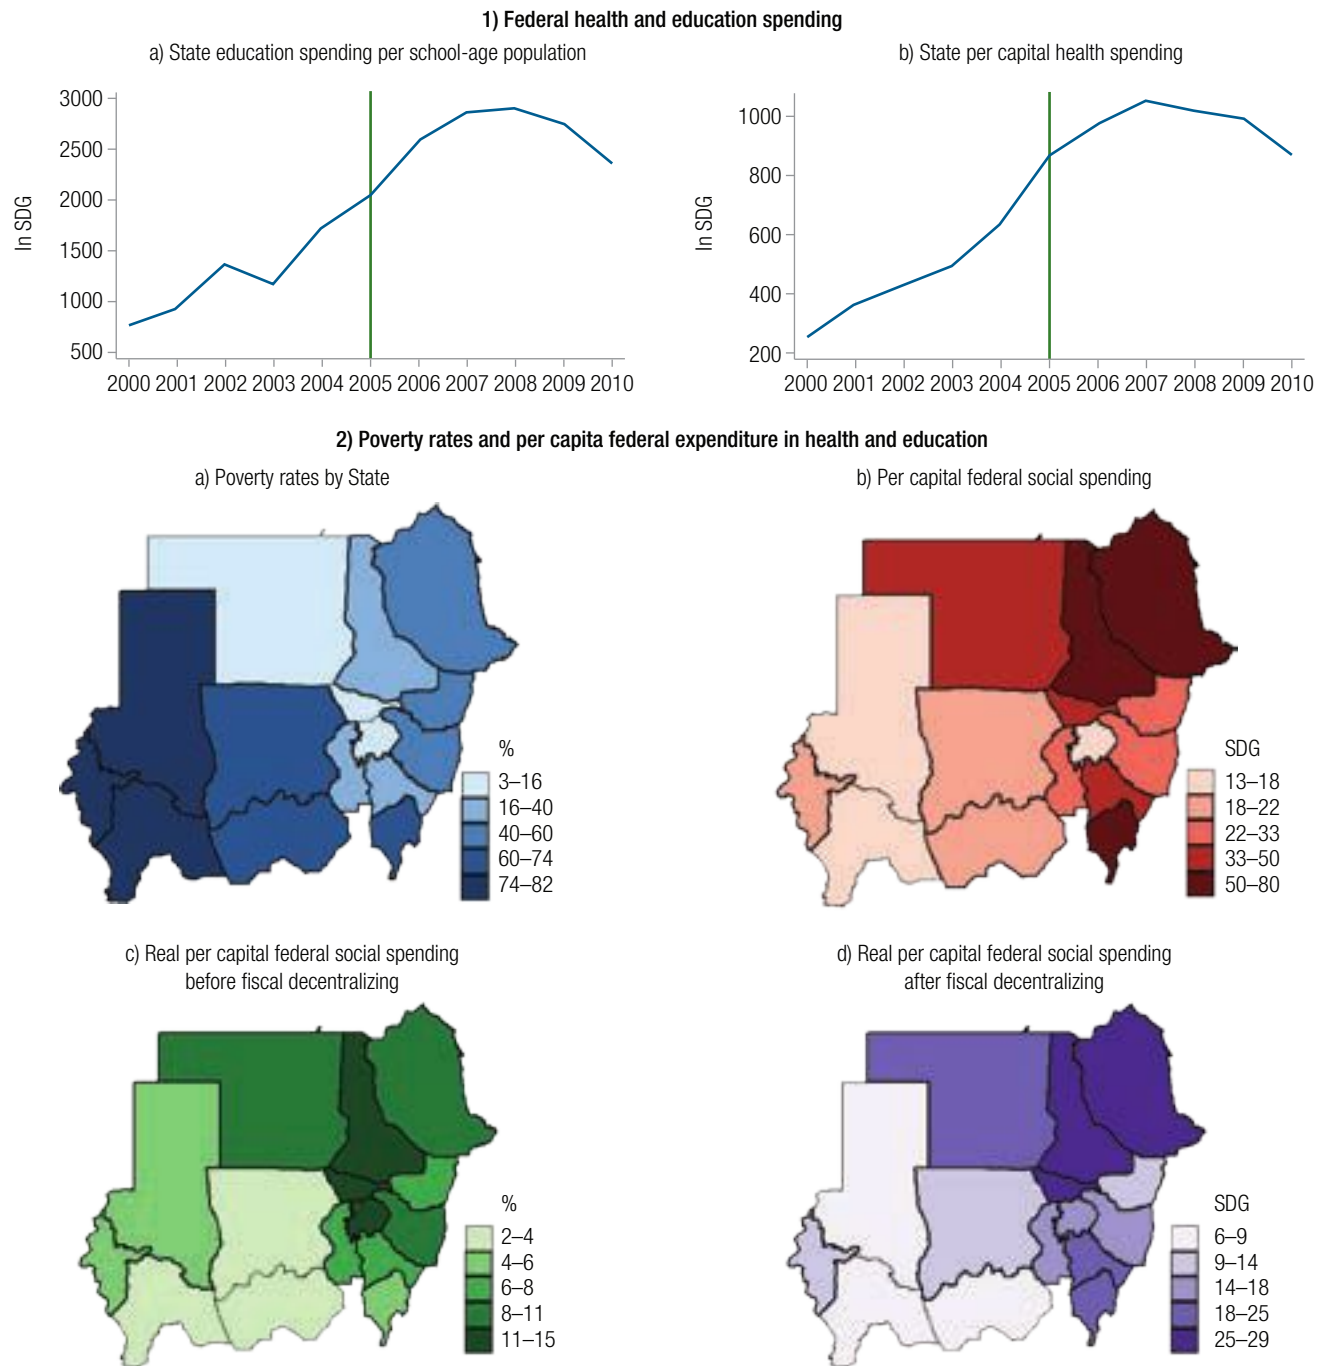 1) Federal health and education spending
a) State education spending per school-age population
3000
2500
2000
1500
1000
500
In SDG
2000 2001 2002 2003 2004 2005 2006 2007 2008 2009 2010
b) State per capital health spending
1000
800
600
400
200
In SDG
2000 2001 2002 2003 2004 2005 2006 2007 2008 2009 2010
2) Poverty rates and per capita federal expenditure in health and education
a) Poverty rates by State
%
3–16
16–40
40–60
60–74
74–82
b) Per capital federal social spending
SDG
13–18
18–22
22–33
33–50
50–80
c) Real per capital federal social spending
before fiscal decentralizing
%
2–4
4–6
6–8
8–11
11–15
d) Real per capital federal social spending
after fiscal decentralizing
SDG
6–9
9–14
14–18
18–25
25–29